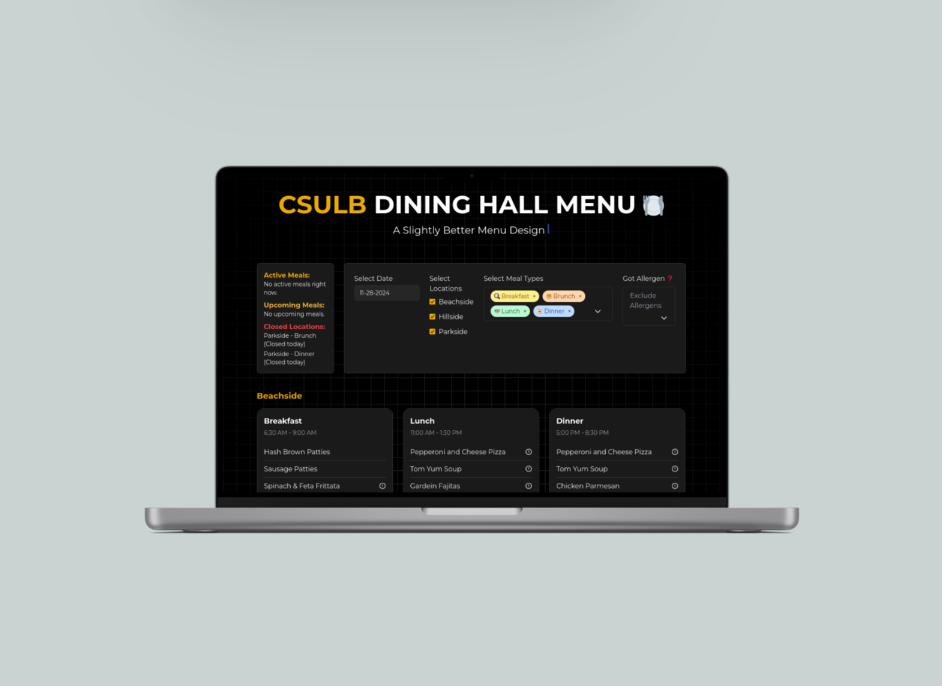 CSULB DINING HALL MENU
A Slightly Better Menu Design
Active Meals:
No active meals right
now.
Upcoming Meals:
No upcoming meals.
Closed Locations:
Parkside - Brunch
(Closed today)
Parkside - Dinner
(Closed today)
Select Date
11-28-2024
Select
Locations
Beachside
Hillside
Parkside
Select Meal Types
Breakfast ×
Brunch ×
Lunch ×
Dinner ×
Got Allergen ?
Exclude
Allergens
Beachside
Breakfast
6:30 AM - 9:00 AM
Hash Brown Patties
Sausage Patties
Spinach & Feta Frittata
Lunch
11:00 AM - 1:30 PM
Pepperoni and Cheese Pizza
Tom Yum Soup
Gardein Fajitas
Dinner
5:00 PM - 8:30 PM
Pepperoni and Cheese Pizza
Tom Yum Soup
Chicken Parmesan